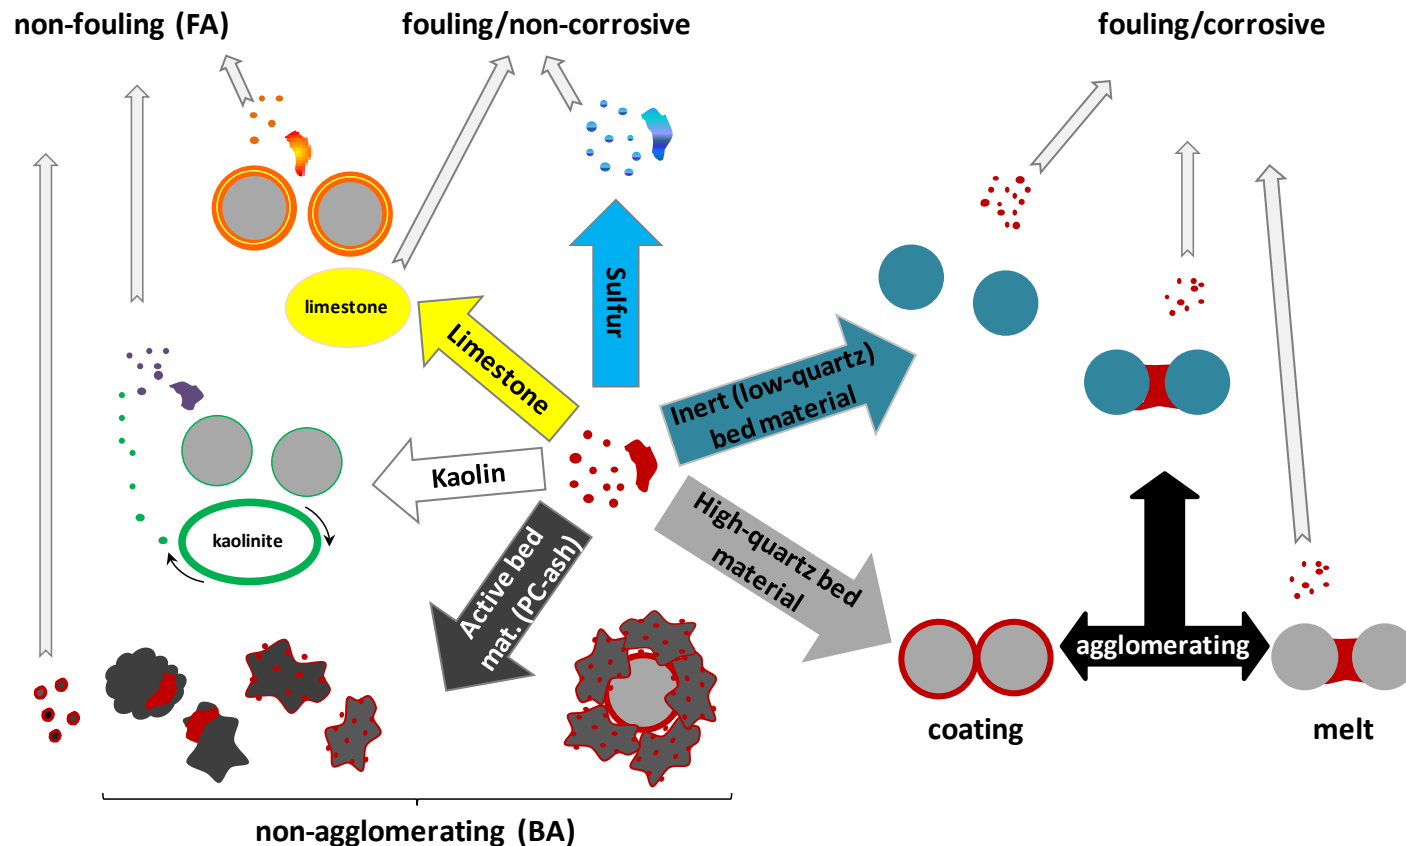 non-fouling (FA)
fouling/non-corrosive
fouling/corrosive
limestone
Limestone
Sulfur
Inert (low-quartz)
bed material
Kaolin
High-quartz bed
material
kaolinite
Active bed
mat. (PC-ash)
agglomerating
coating
melt
non-agglomerating (BA)